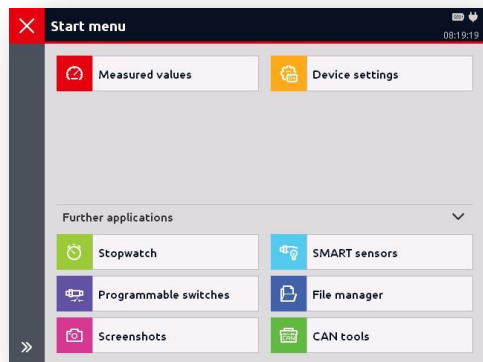 Start menu
08:19:19
Measured values
Device settings
Further applications
Stopwatch
SMART sensors
Programmable switches
File manager
Screenshots
CAN tools